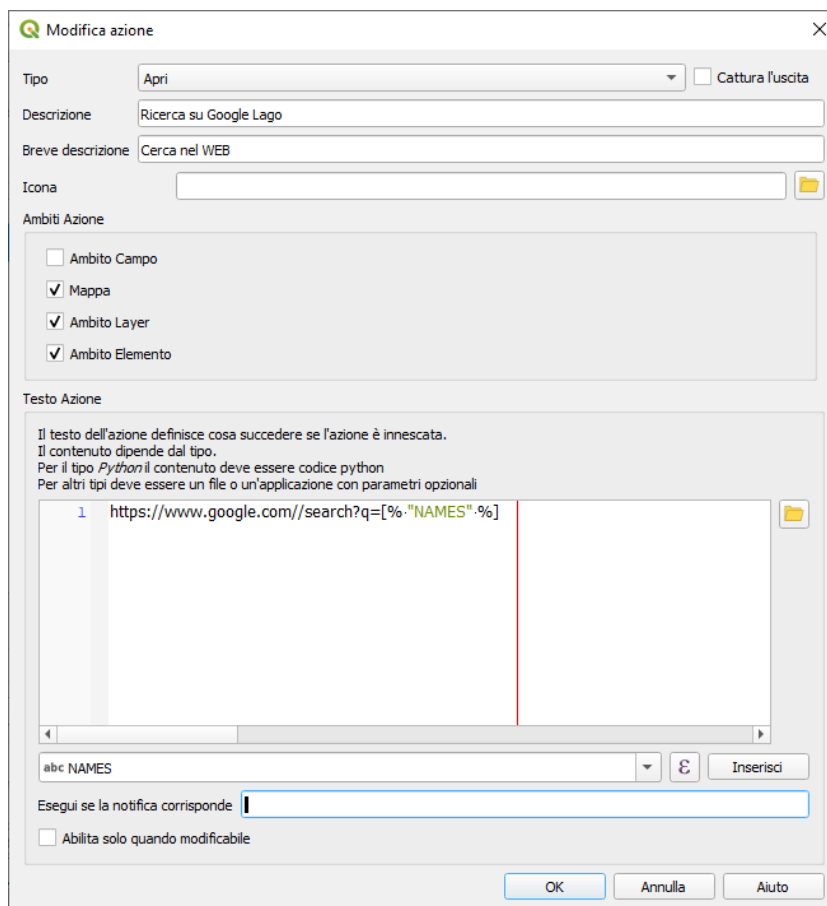 Modifica azione
Tipo Apri Cattura l'uscita
Descrizione Ricerca su Google Lago
Breve descrizione Cerca nel WEB
Icona
Ambiti Azione
Ambito Campo
Mappa
Ambito Layer
Ambito Elemento
Testo Azione
Il testo dell'azione definisce cosa succedere se l'azione è innescata.
Il contenuto dipende dal tipo.
Per il tipo Python il contenuto deve essere codice python
Per altri tipi deve essere un file o un'applicazione con parametri opzionali
1 https://www.google.com//search?q=[%·"NAMES"·%]
abc NAMES ε Inserisci
Esegui se la notifica corrisponde
Abilita solo quando modificabile
OK Annulla Aiuto